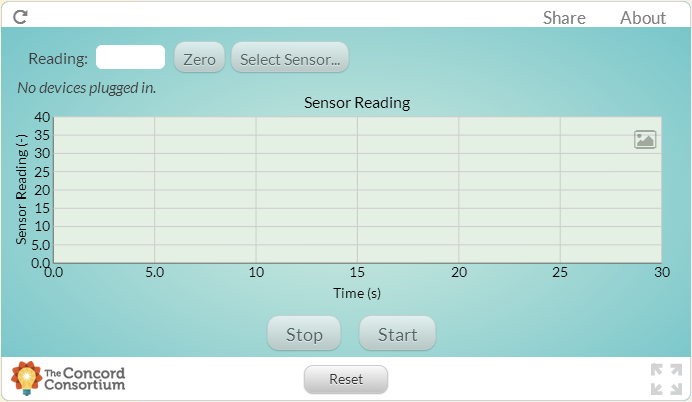 Share About
Reading: Zero Select Sensor...
No devices plugged in.
Sensor Reading
Sensor Reading (-)
40
35
30
25
20
15
10
5.0
0.0
0.0 5.0 10 15 20 25 30
Time (s)
Stop Start
The Concord
Consortium
Reset